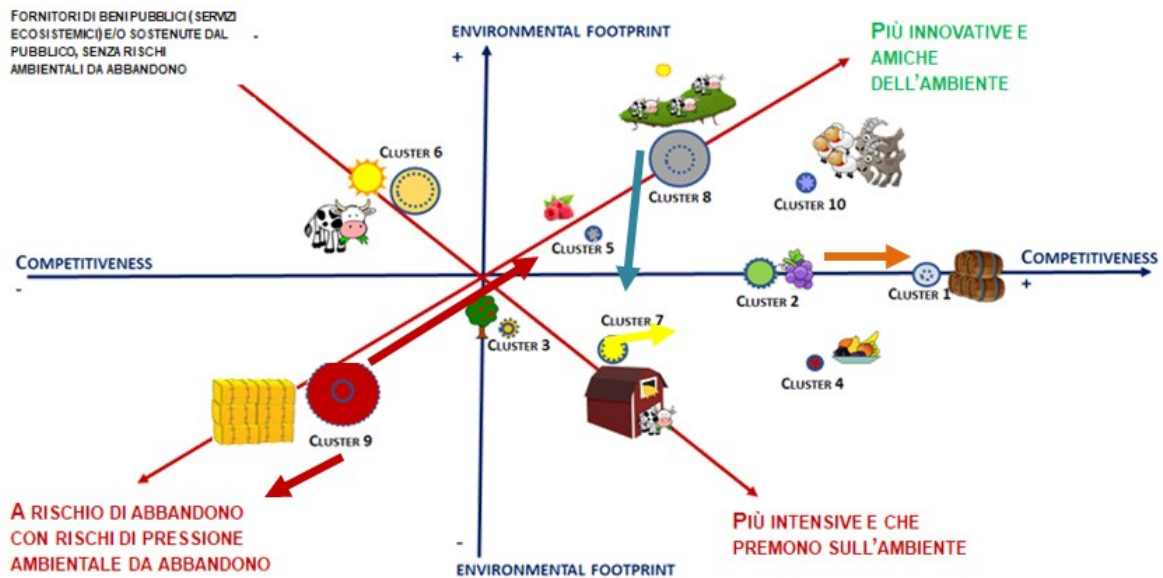 FORNITORI DI BENI PUBBLICI (SERVIZI
ECOSISTEMICI) E/O SOSTENUTE DAL
PUBBLICO, SENZA RISCHI
AMBIENTALI DA ABBANDONO
-
ENVIRONMENTAL FOOTPRINT
+
PIÙ INNOVATIVE E
AMICHE
DELL'AMBIENTE
CLUSTER 6
CLUSTER 8
CLUSTER 10
CLUSTER 5
COMPETITIVENESS
-
COMPETITIVENESS
+
CLUSTER 2
CLUSTER 1
CLUSTER 7
CLUSTER 3
CLUSTER 4
CLUSTER 9
A RISCHIO DI ABBANDONO
CON RISCHI DI PRESSIONE
AMBIENTALE DA ABBANDONO
PIÙ INTENSIVE E CHE
PREMONO SULL'AMBIENTE
-
ENVIRONMENTAL FOOTPRINT